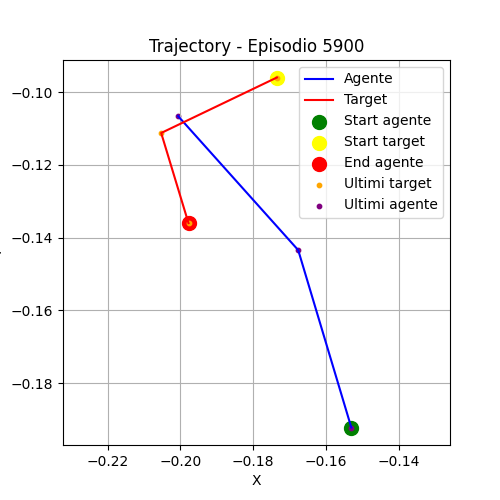 Trajectory - Episodio 5900
Agente
Target
Start agente
Start target
End agente
Ultimi target
Ultimi agente
−0.10
−0.12
−0.14
−0.16
−0.18
−0.22
−0.20
−0.18
−0.16
−0.14
X